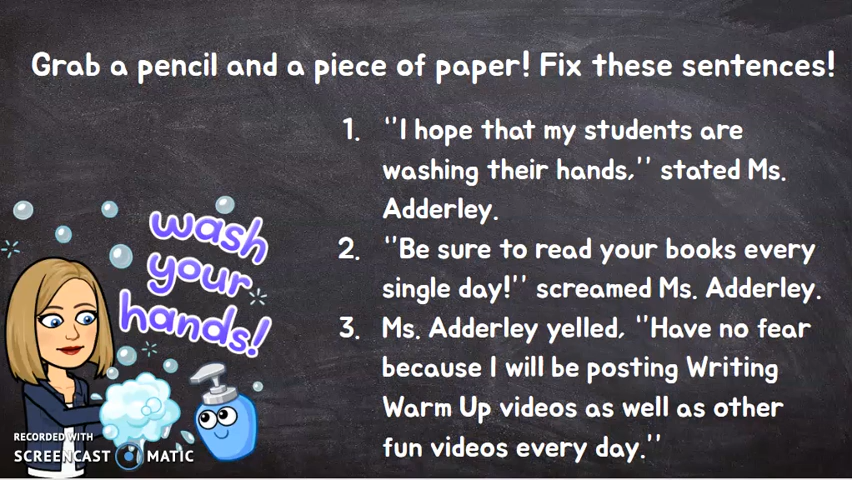 Grab a pencil and a piece of paper! Fix these sentences!
1. ‘’I hope that my students are
washing their hands,’’ stated Ms.
Adderley.
2. ‘’Be sure to read your books every
single day!’’ screamed Ms. Adderley.
3. Ms. Adderley yelled, ‘’Have no fear
because I will be posting Writing
Warm Up videos as well as other
fun videos every day.’’
wash
your
hands!
RECORDED WITH
SCREENCAST MATIC